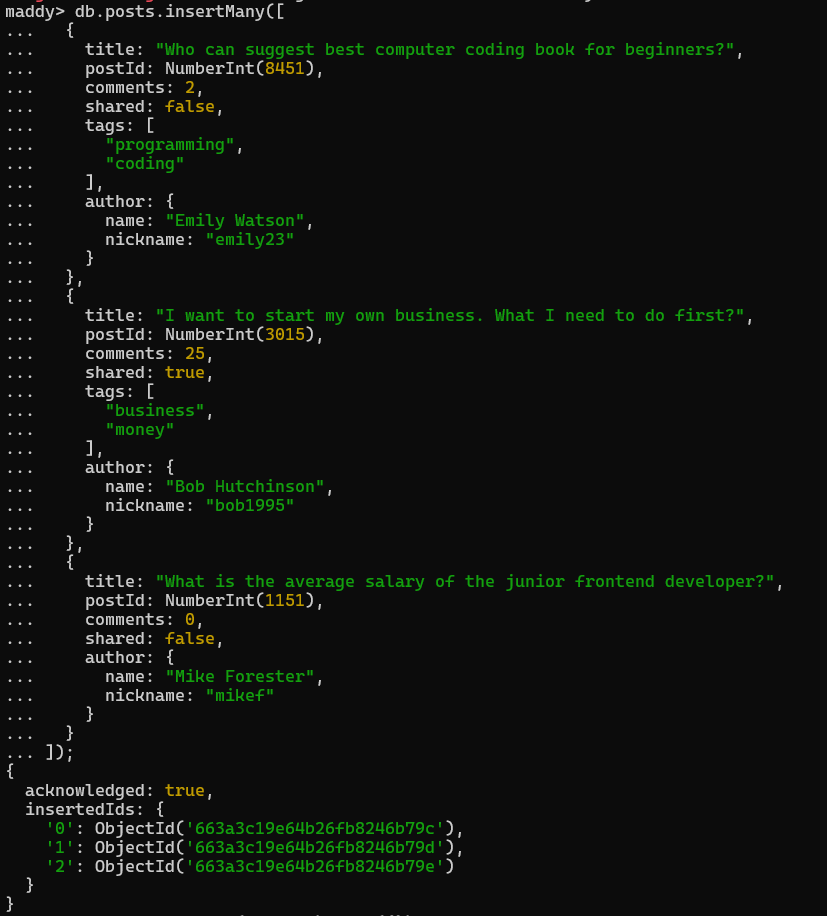 maddy> db.posts.insertMany([
...   {
...     title: "Who can suggest best computer coding book for beginners?",
...     postId: NumberInt(8451),
...     comments: 2,
...     shared: false,
...     tags: [
...       "programming",
...       "coding"
...     ],
...     author: {
...       name: "Emily Watson",
...       nickname: "emily23"
...     }
...   },
...   {
...     title: "I want to start my own business. What I need to do first?",
...     postId: NumberInt(3015),
...     comments: 25,
...     shared: true,
...     tags: [
...       "business",
...       "money"
...     ],
...     author: {
...       name: "Bob Hutchinson",
...       nickname: "bob1995"
...     }
...   },
...   {
...     title: "What is the average salary of the junior frontend developer?",
...     postId: NumberInt(1151),
...     comments: 0,
...     shared: false,
...     author: {
...       name: "Mike Forester",
...       nickname: "mikef"
...     }
...   }
... ]);
{
  acknowledged: true,
  insertedIds: {
    '0': ObjectId('663a3c19e64b26fb8246b79c'),
    '1': ObjectId('663a3c19e64b26fb8246b79d'),
    '2': ObjectId('663a3c19e64b26fb8246b79e')
  }
}